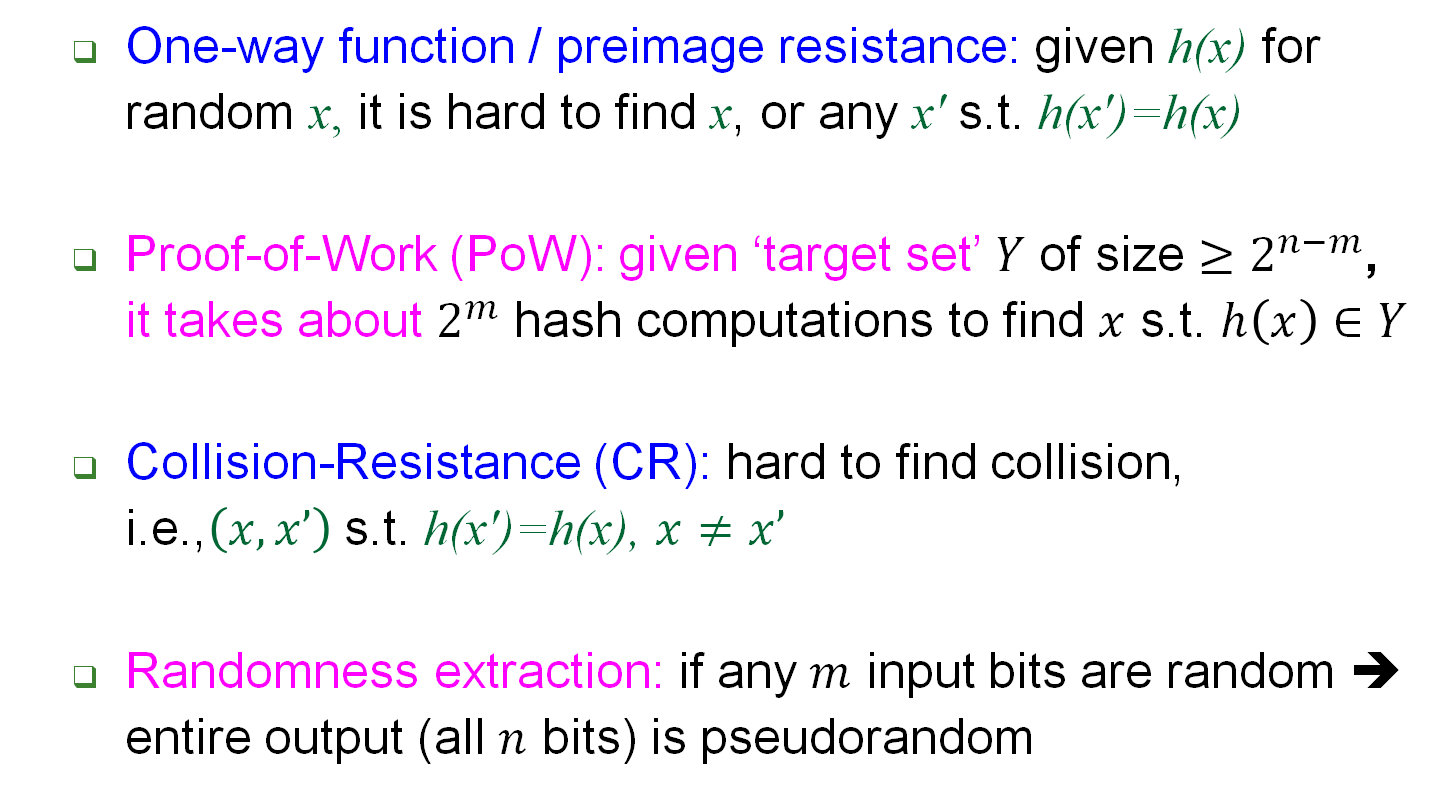 One-way function / preimage resistance: given h(x) for
random x, it is hard to find x, or any x′ s.t. h(x′)=h(x)
Proof-of-Work (PoW): given ‘target set’ Y of size ≥ 2ⁿ⁻ᵐ,
it takes about 2ᵐ hash computations to find x s.t. h(x) ∈ Y
Collision-Resistance (CR): hard to find collision,
i.e.,(x, x’) s.t. h(x′)=h(x), x ≠ x’
Randomness extraction: if any m input bits are random ➔
entire output (all n bits) is pseudorandom